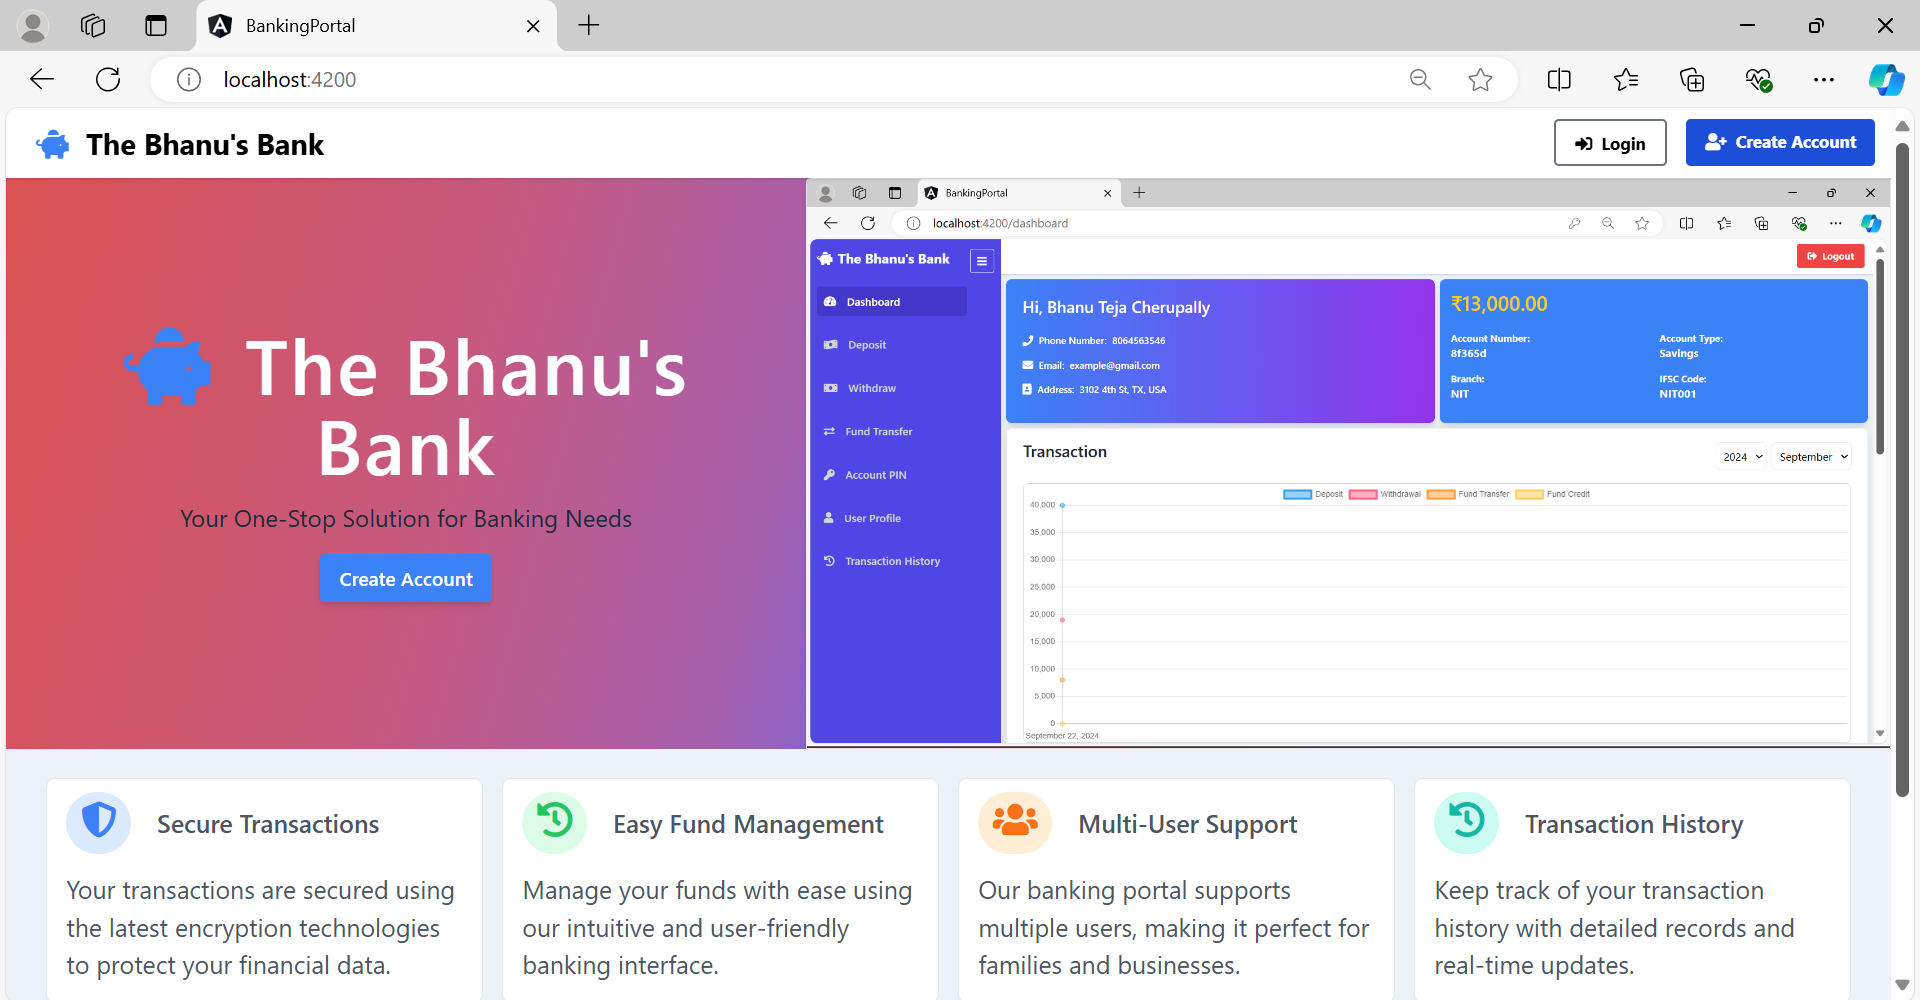 BankingPortal
localhost:4200
The Bhanu's Bank
Login
Create Account
The Bhanu's
Bank
Your One-Stop Solution for Banking Needs
Create Account
BankingPortal
localhost:4200/dashboard
The Bhanu's Bank
Logout
Dashboard
Deposit
Withdraw
Fund Transfer
Account PIN
User Profile
Transaction History
Hi, Bhanu Teja Cherupally
Phone Number: 8064563546
Email: example@gmail.com
Address: 3102 4th St, TX, USA
₹13,000.00
Account Number:
8f365d
Account Type:
Savings
Branch:
NIT
IFSC Code:
NIT001
Transaction
2024
September
Deposit
Withdrawal
Fund Transfer
Fund Credit
40,000
35,000
30,000
25,000
20,000
15,000
10,000
5,000
0
September 22, 2024
Secure Transactions
Your transactions are secured using
the latest encryption technologies
to protect your financial data.
Easy Fund Management
Manage your funds with ease using
our intuitive and user-friendly
banking interface.
Multi-User Support
Our banking portal supports
multiple users, making it perfect for
families and businesses.
Transaction History
Keep track of your transaction
history with detailed records and
real-time updates.